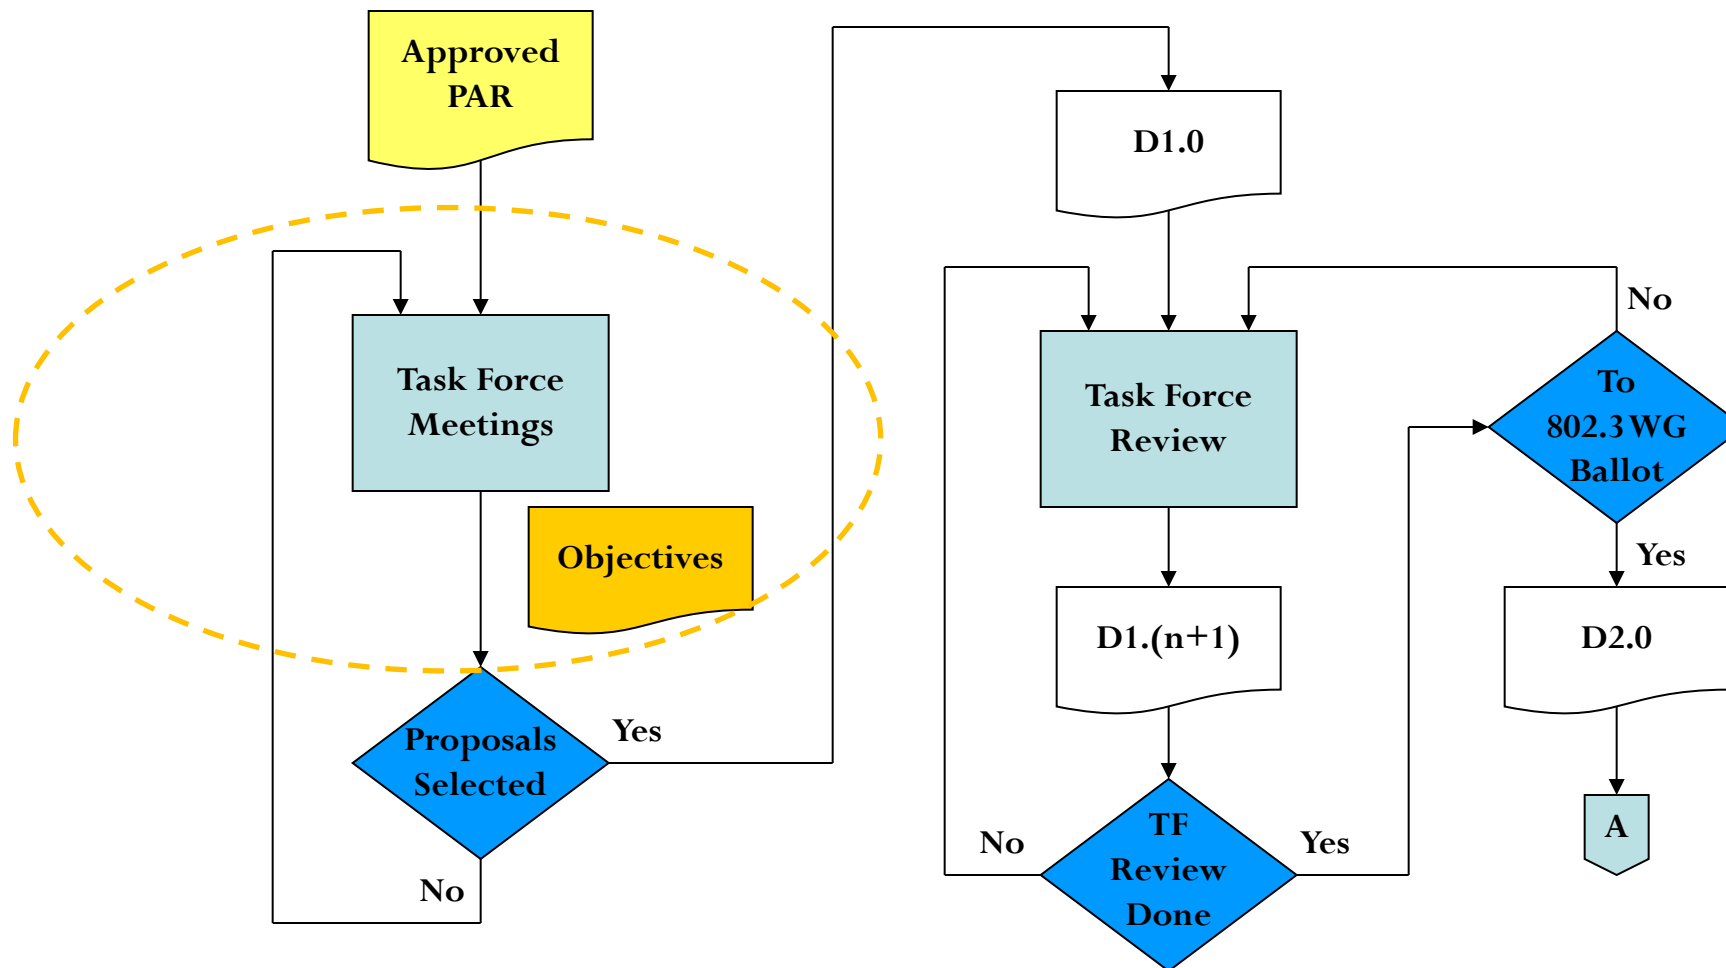 Approved
PAR
Task Force
Meetings
Objectives
Proposals
Selected
Yes
No
D1.0
Task Force
Review
D1.(n+1)
TF
Review
Done
No
Yes
To
802.3 WG
Ballot
No
Yes
D2.0
A